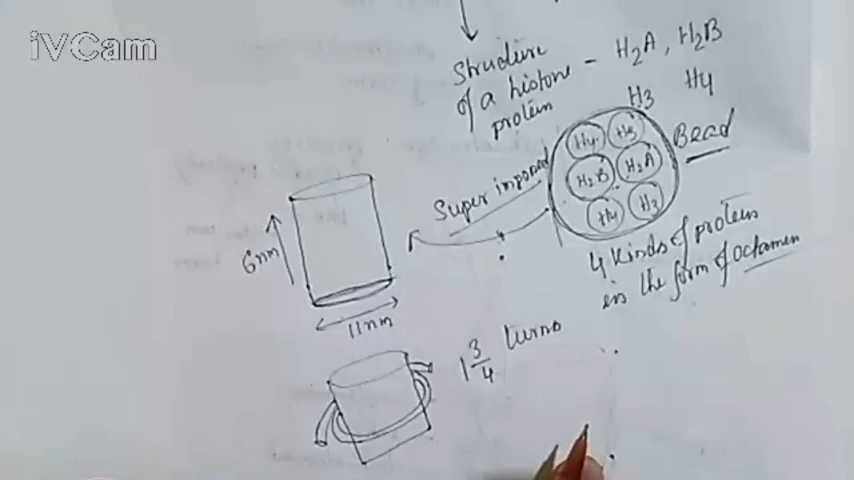 iVCam
Structure
of a histone - H2A, H2B
protein H3 H4
Bead
H4 H3
H2B H2A
H4 H3
Super imposed
6nm
11nm
4 kinds of protein
in the form of octamer
1 3/4 turns